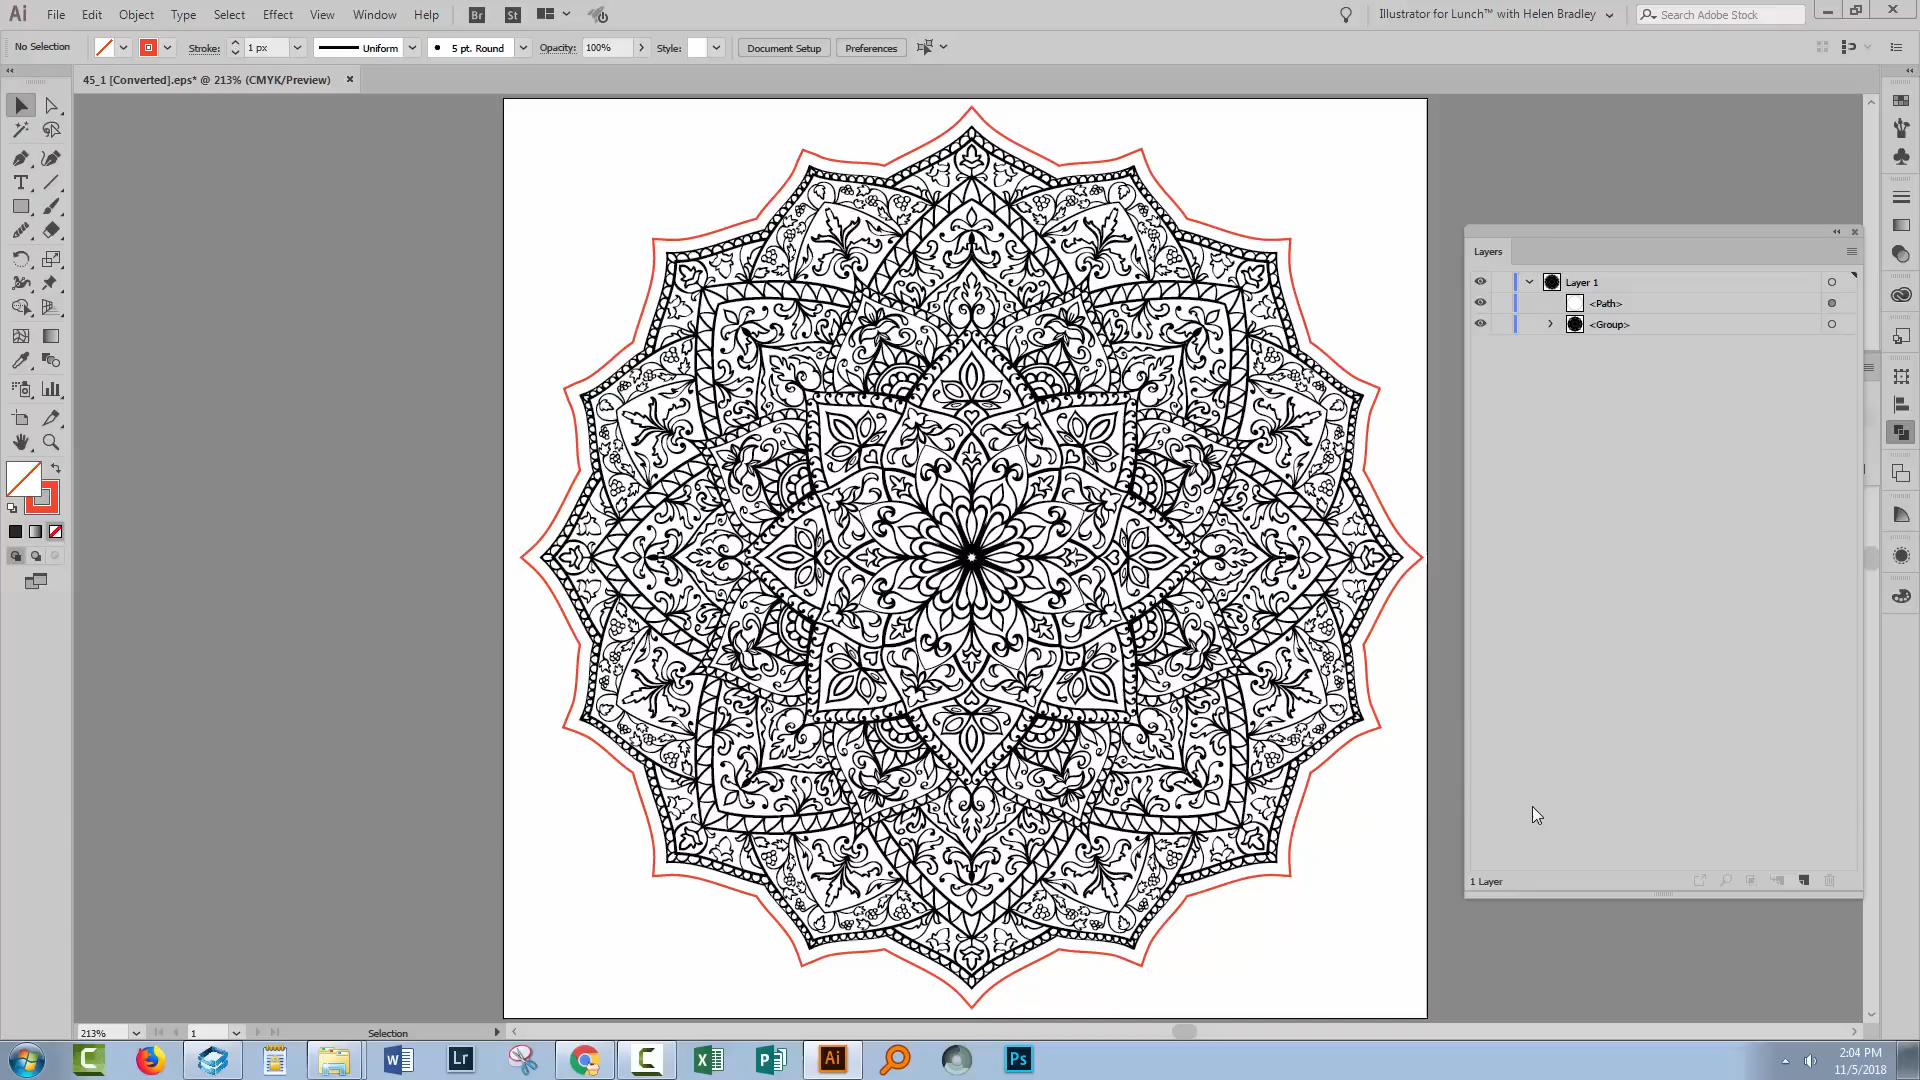 Ai File Edit Object Type Select Effect View Window Help Br St Illustrator for Lunch™ with Helen Bradley Search Adobe Stock
No Selection Stroke: 1 px Uniform 5 pt. Round Opacity: 100% Style: Document Setup Preferences
45_1 [Converted].eps* @ 213% (CMYK/Preview)
Layers
Layer 1
<Path>
<Group>
1 Layer
213% 1 Selection
W Lr X P Ai Ps
2:04 PM
11/5/2018